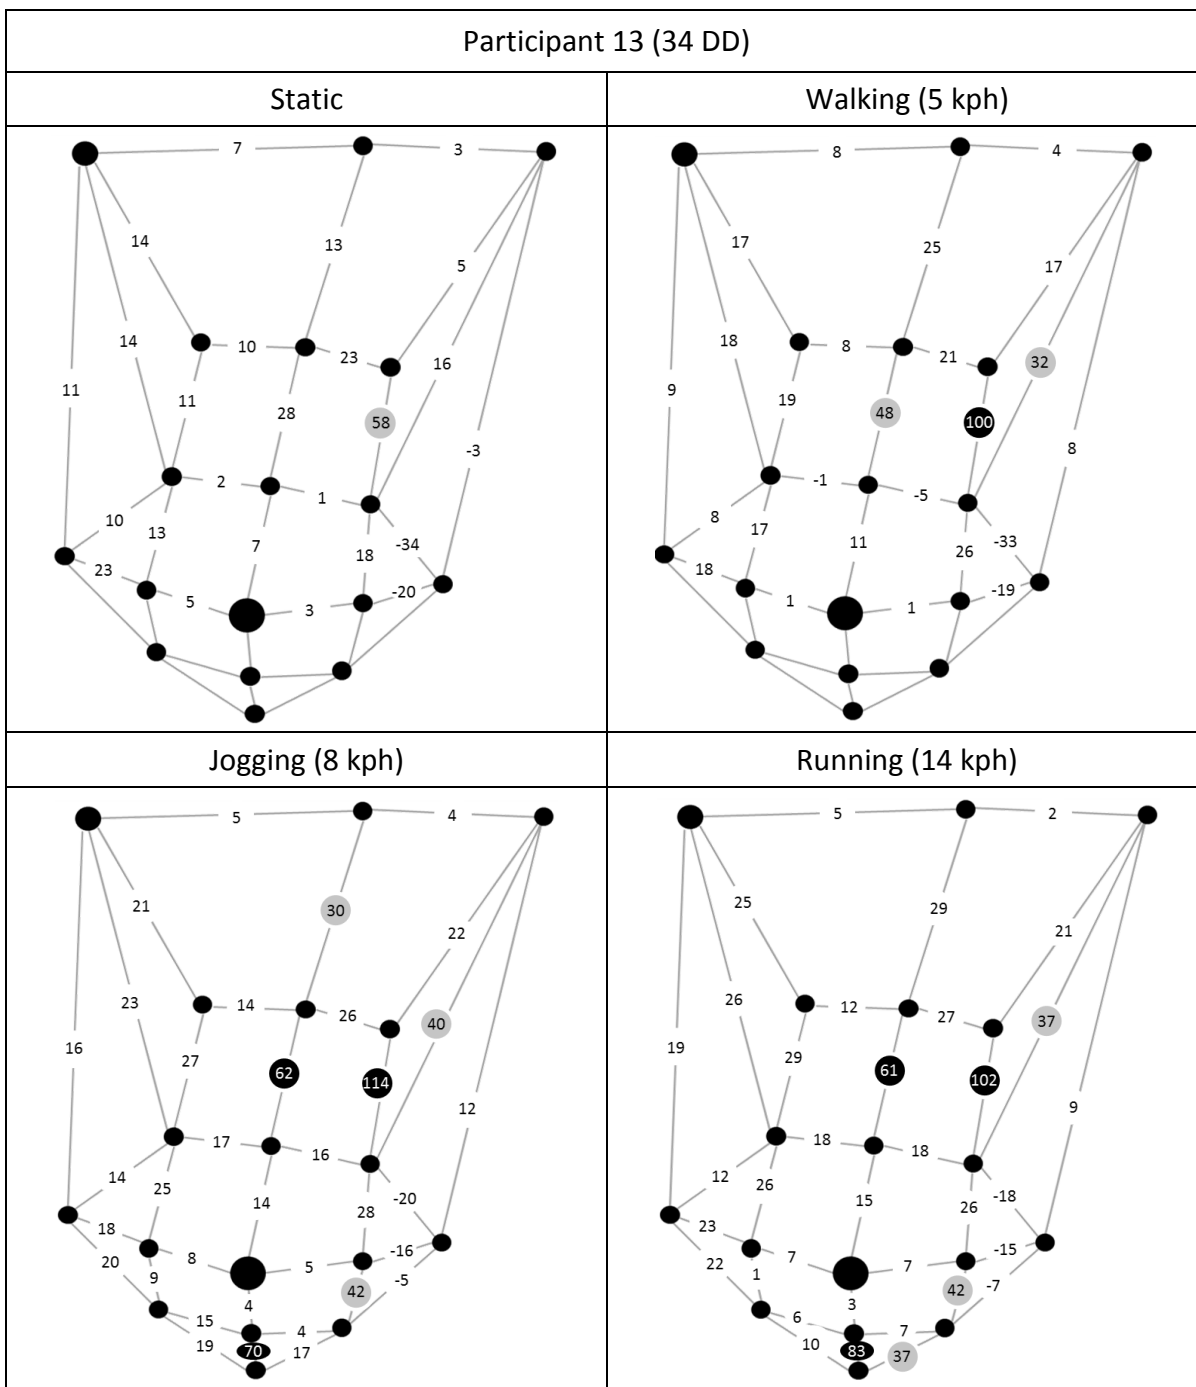 Participant 13 (34 DD)
Static
Walking (5 kph)
7 3
14 13 5
14 10 23 16
11 11 28 58 -3
2 1
10 13 7 18 -34
23 5 3 -20
8 4
17 25 17
18 8 21 32
9 19 48 100 8
-1 -5
8 17 11 26 -33
18 1 1 -19
Jogging (8 kph)
Running (14 kph)
5 4
21 30 22
23 14 26 40
16 27 62 114 12
17 16
14 25 14 28 -20
18 8 5 -16
20 9 4 42 -5
15 4
19 70 17
5 2
25 29 21
26 12 27 37
19 29 61 102 9
18 18
12 26 15 26 -18
23 7 7 -15
22 1 3 42 -7
6 7
10 83 37